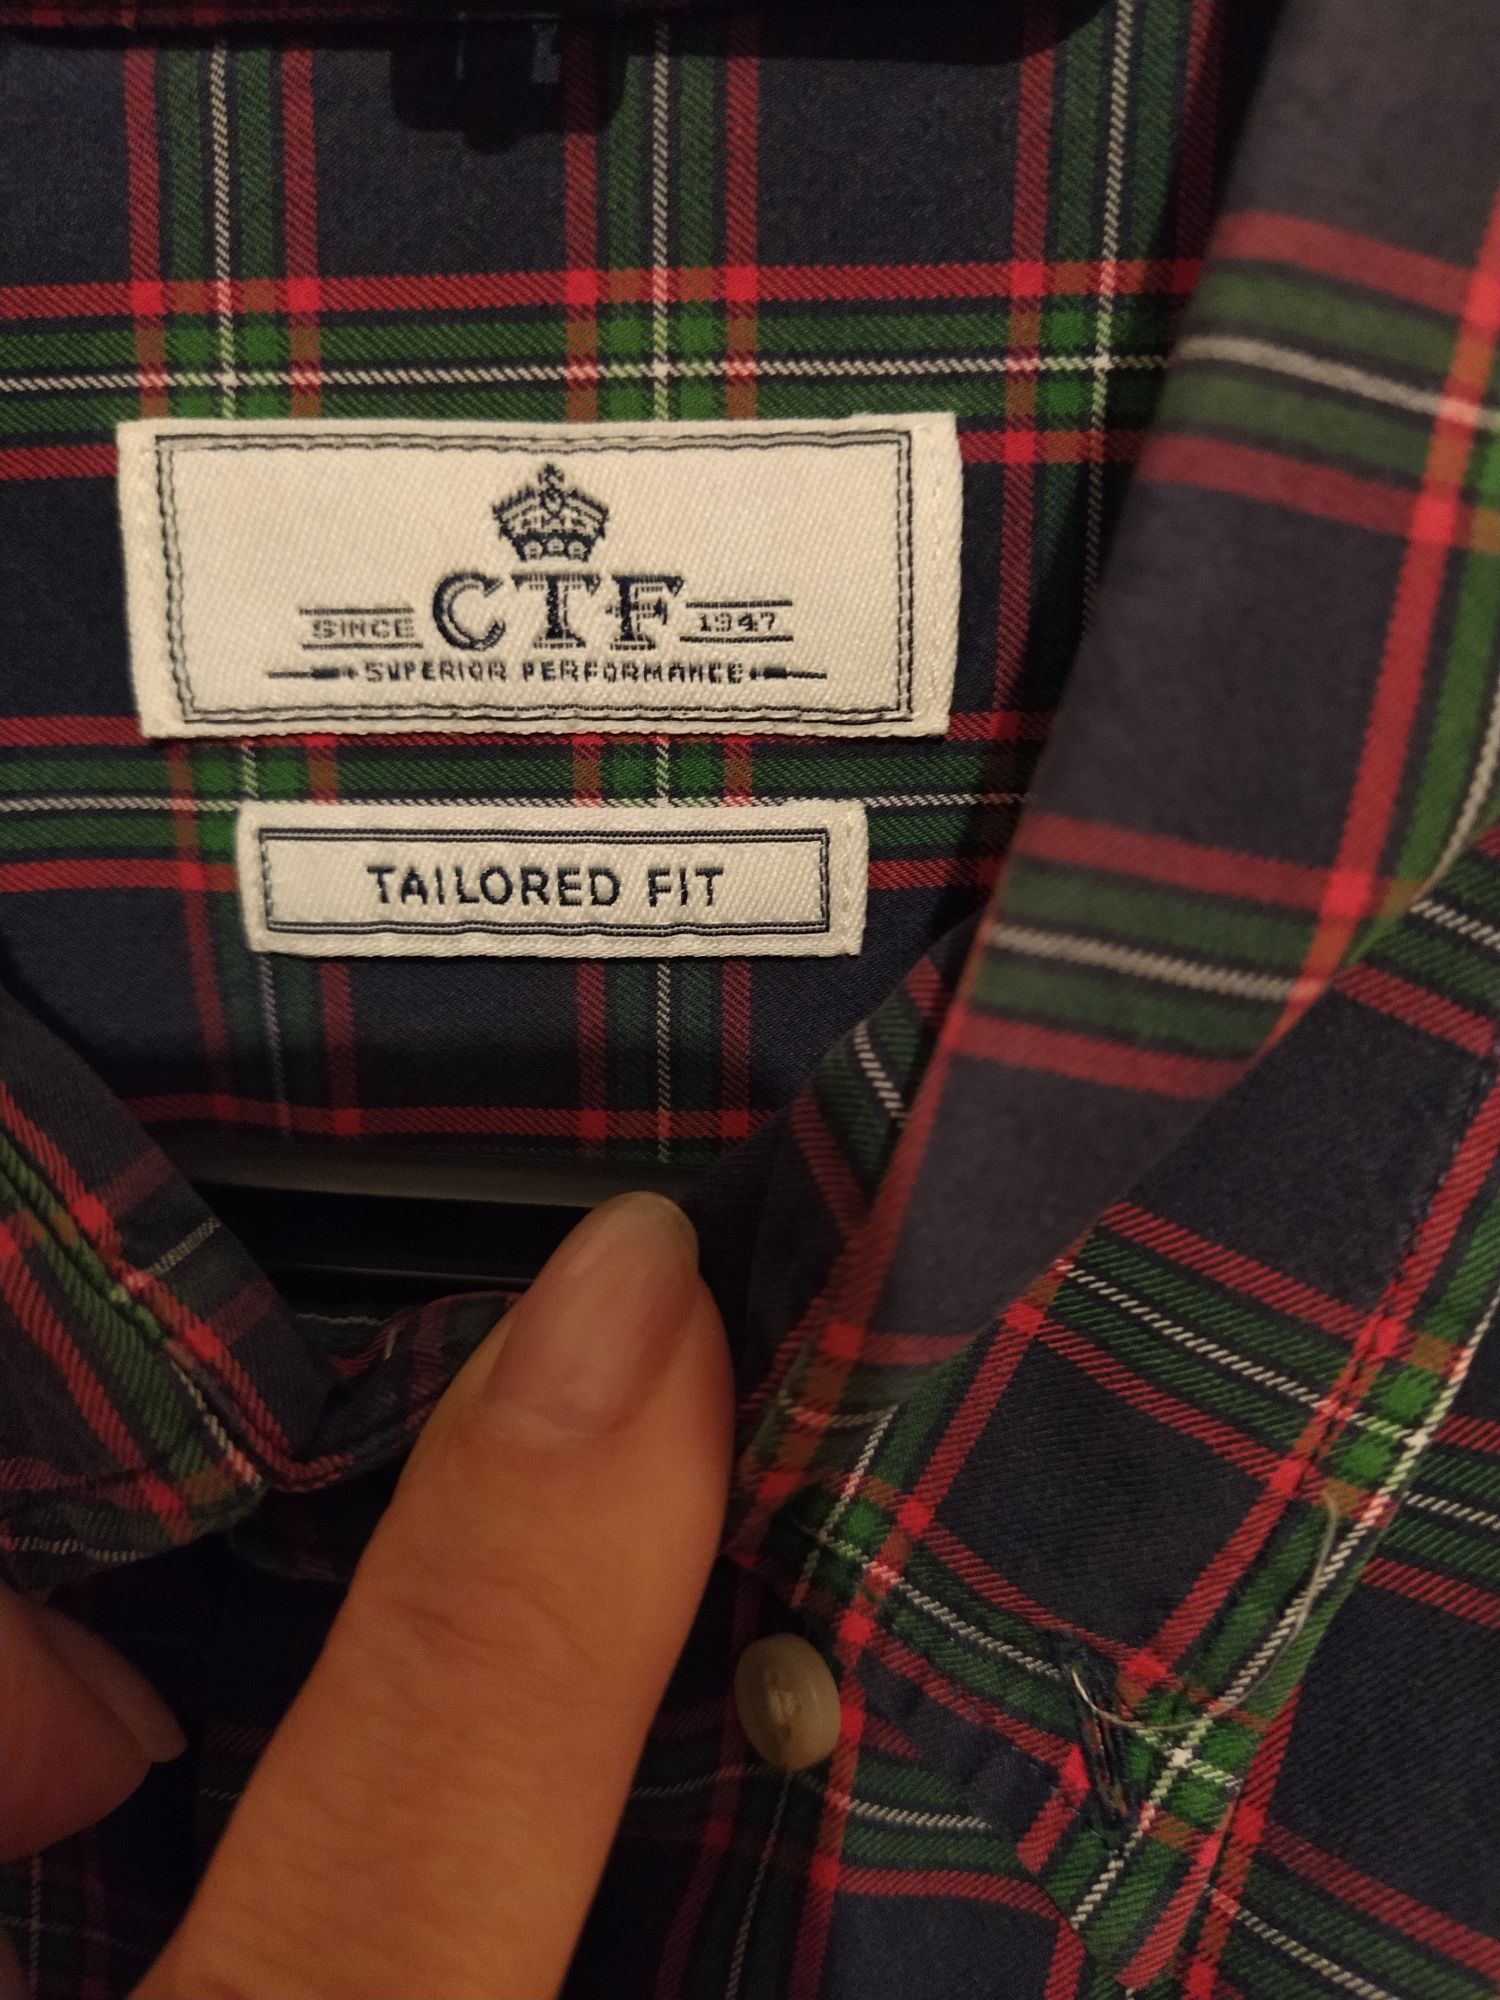 CTF
SINCE 1947
SUPERIOR PERFORMANCE
TAILORED FIT